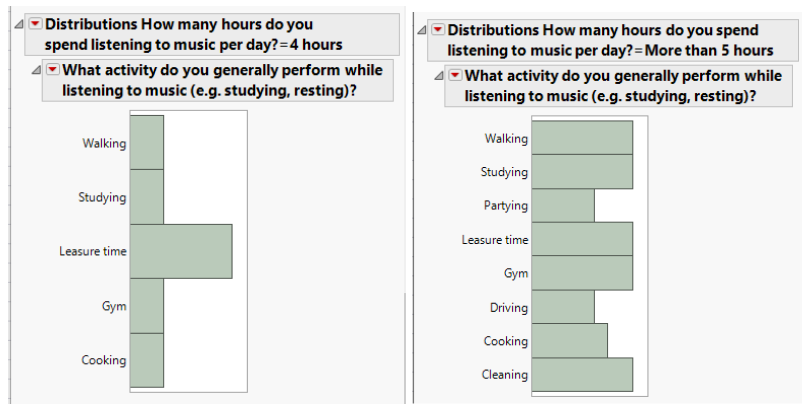 Distributions How many hours do you
spend listening to music per day?=4 hours
What activity do you generally perform while
listening to music (e.g. studying, resting)?
Walking
Studying
Leasure time
Gym
Cooking
Distributions How many hours do you spend
listening to music per day?=More than 5 hours
What activity do you generally perform while
listening to music (e.g. studying, resting)?
Walking
Studying
Partying
Leasure time
Gym
Driving
Cooking
Cleaning